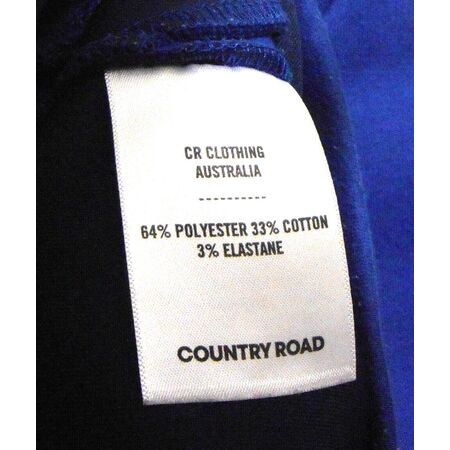 CR CLOTHING
AUSTRALIA
-----------
64% POLYESTER 33% COTTON
3% ELASTANE
COUNTRY ROAD